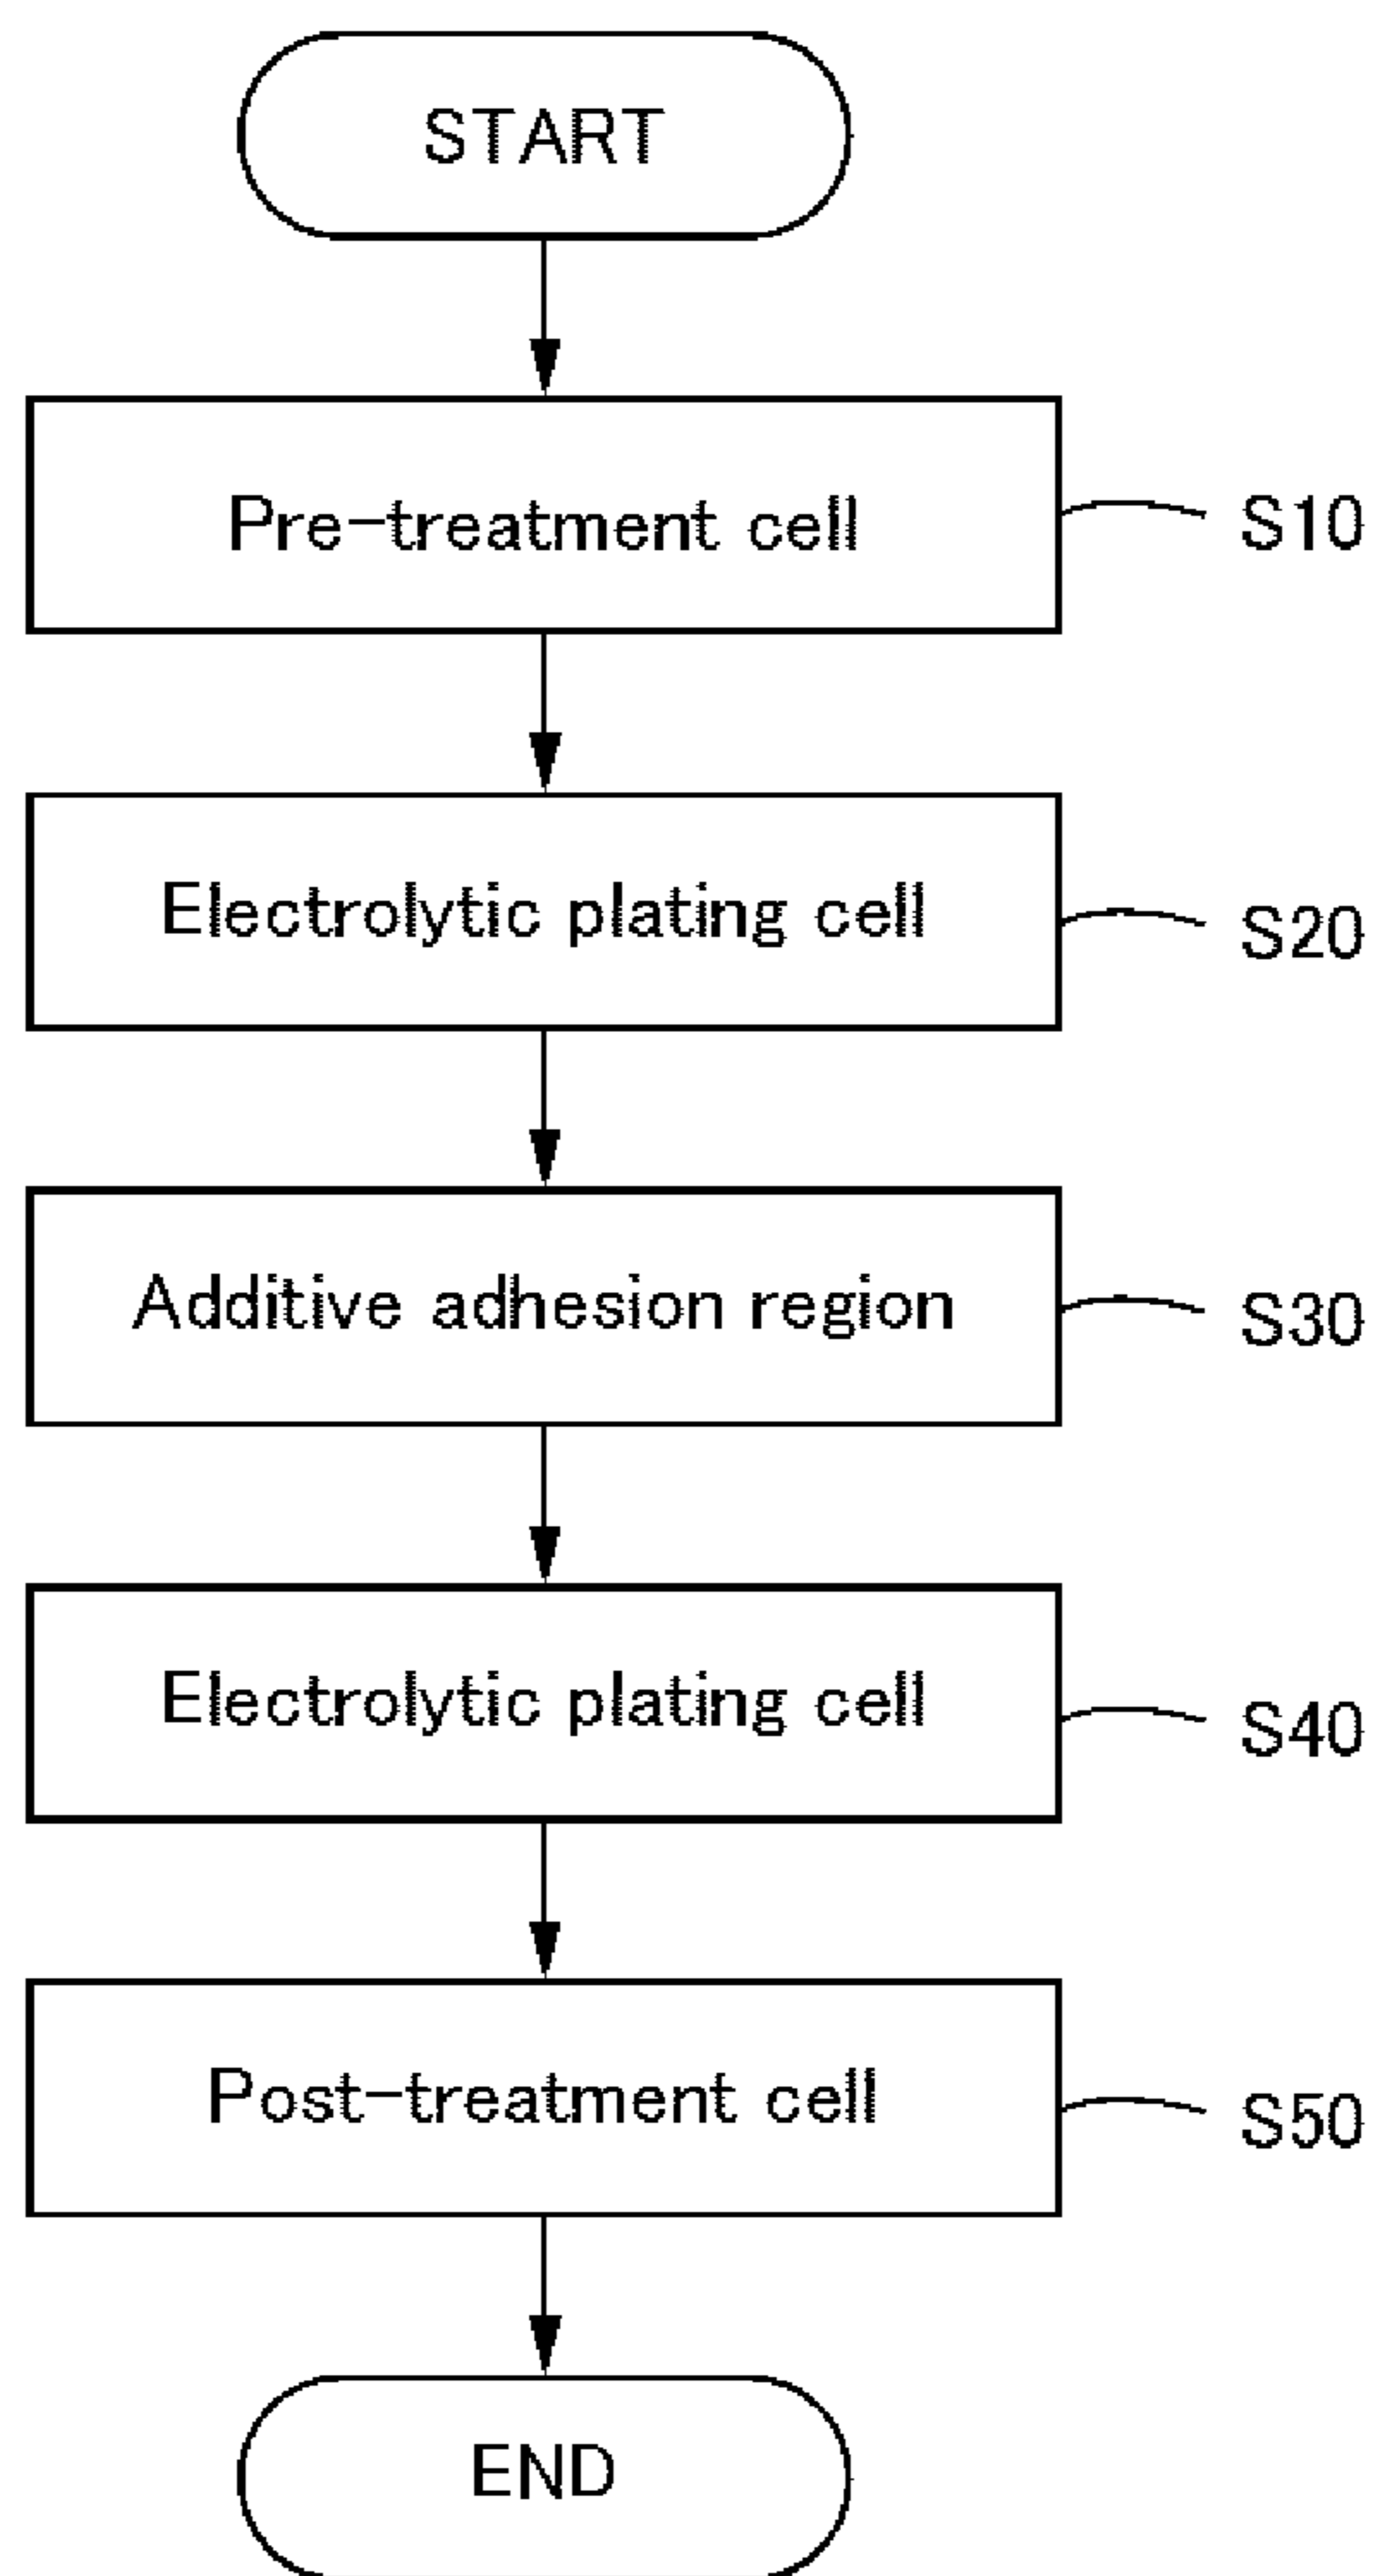 START
Pre-treatment cell
S10
Electrolytic plating cell
S20
Additive adhesion region
S30
Electrolytic plating cell
S40
Post-treatment cell
S50
END